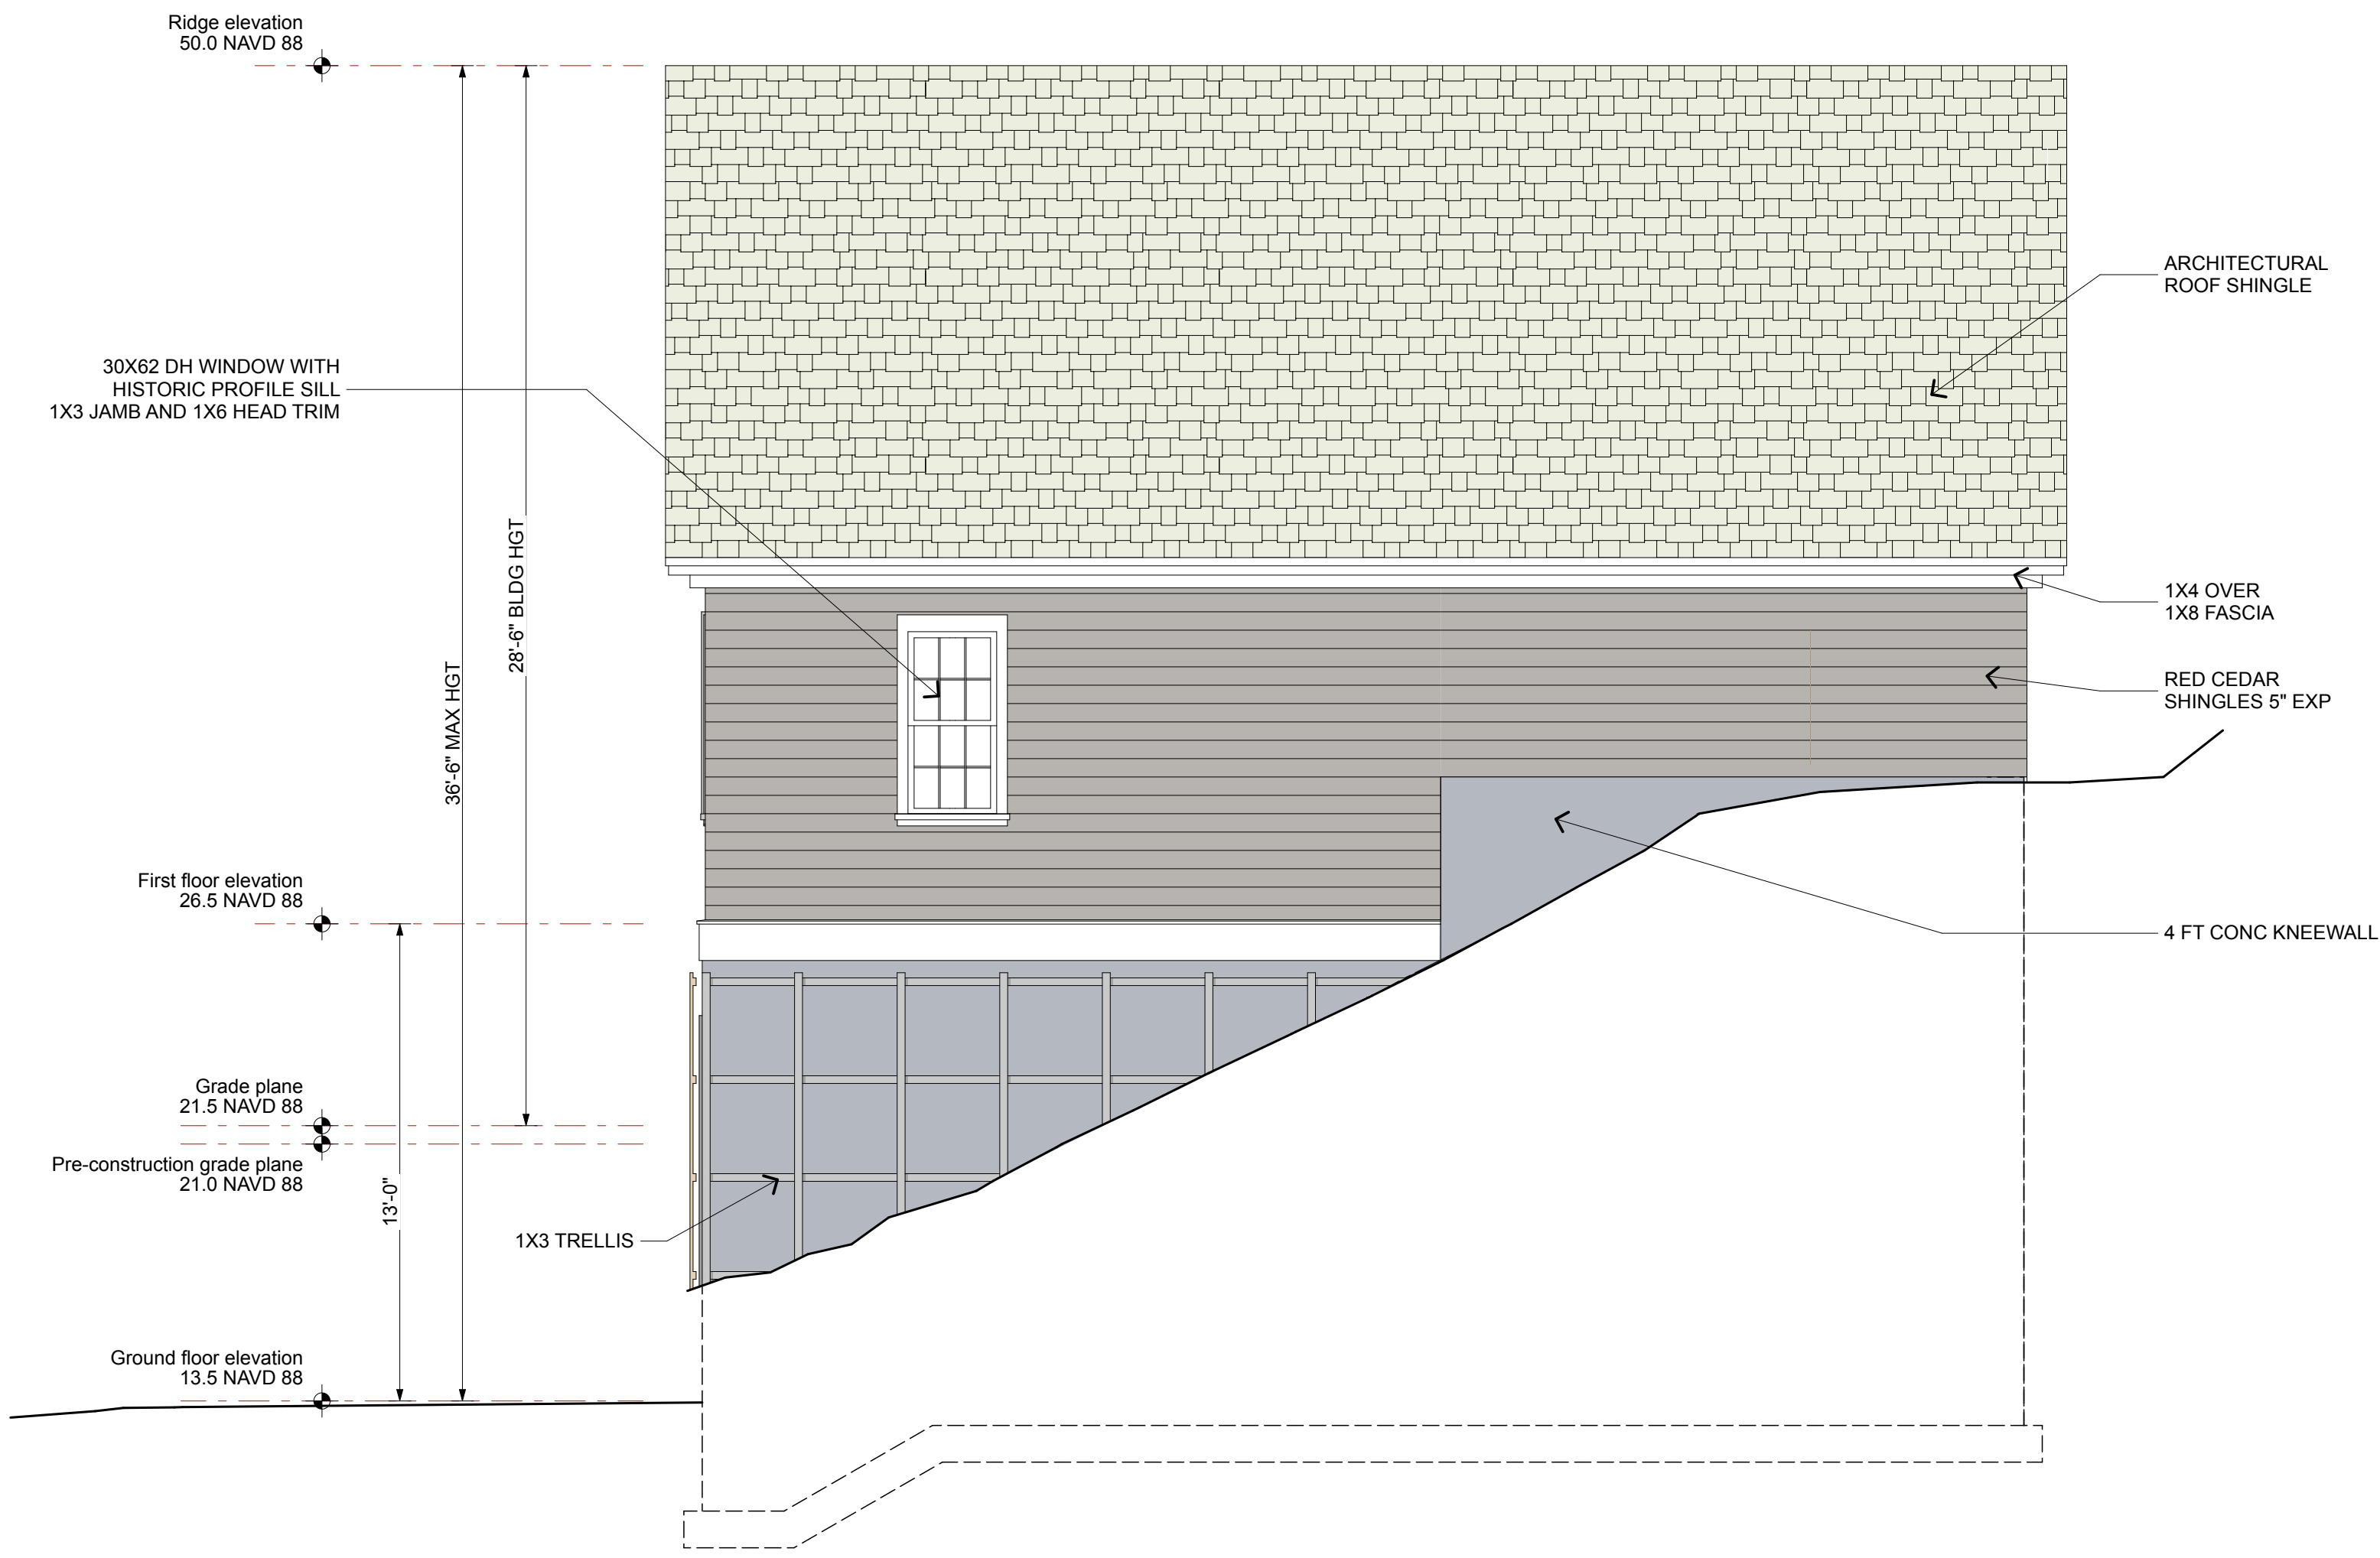 Ridge elevation
50.0 NAVD 88
ARCHITECTURAL
ROOF SHINGLE
30X62 DH WINDOW WITH
HISTORIC PROFILE SILL
1X3 JAMB AND 1X6 HEAD TRIM
28'-6" BLDG HGT
36'-6" MAX HGT
1X4 OVER
1X8 FASCIA
RED CEDAR
SHINGLES 5" EXP
First floor elevation
26.5 NAVD 88
4 FT CONC KNEEWALL
Grade plane
21.5 NAVD 88
Pre-construction grade plane
21.0 NAVD 88
13'-0"
1X3 TRELLIS
Ground floor elevation
13.5 NAVD 88